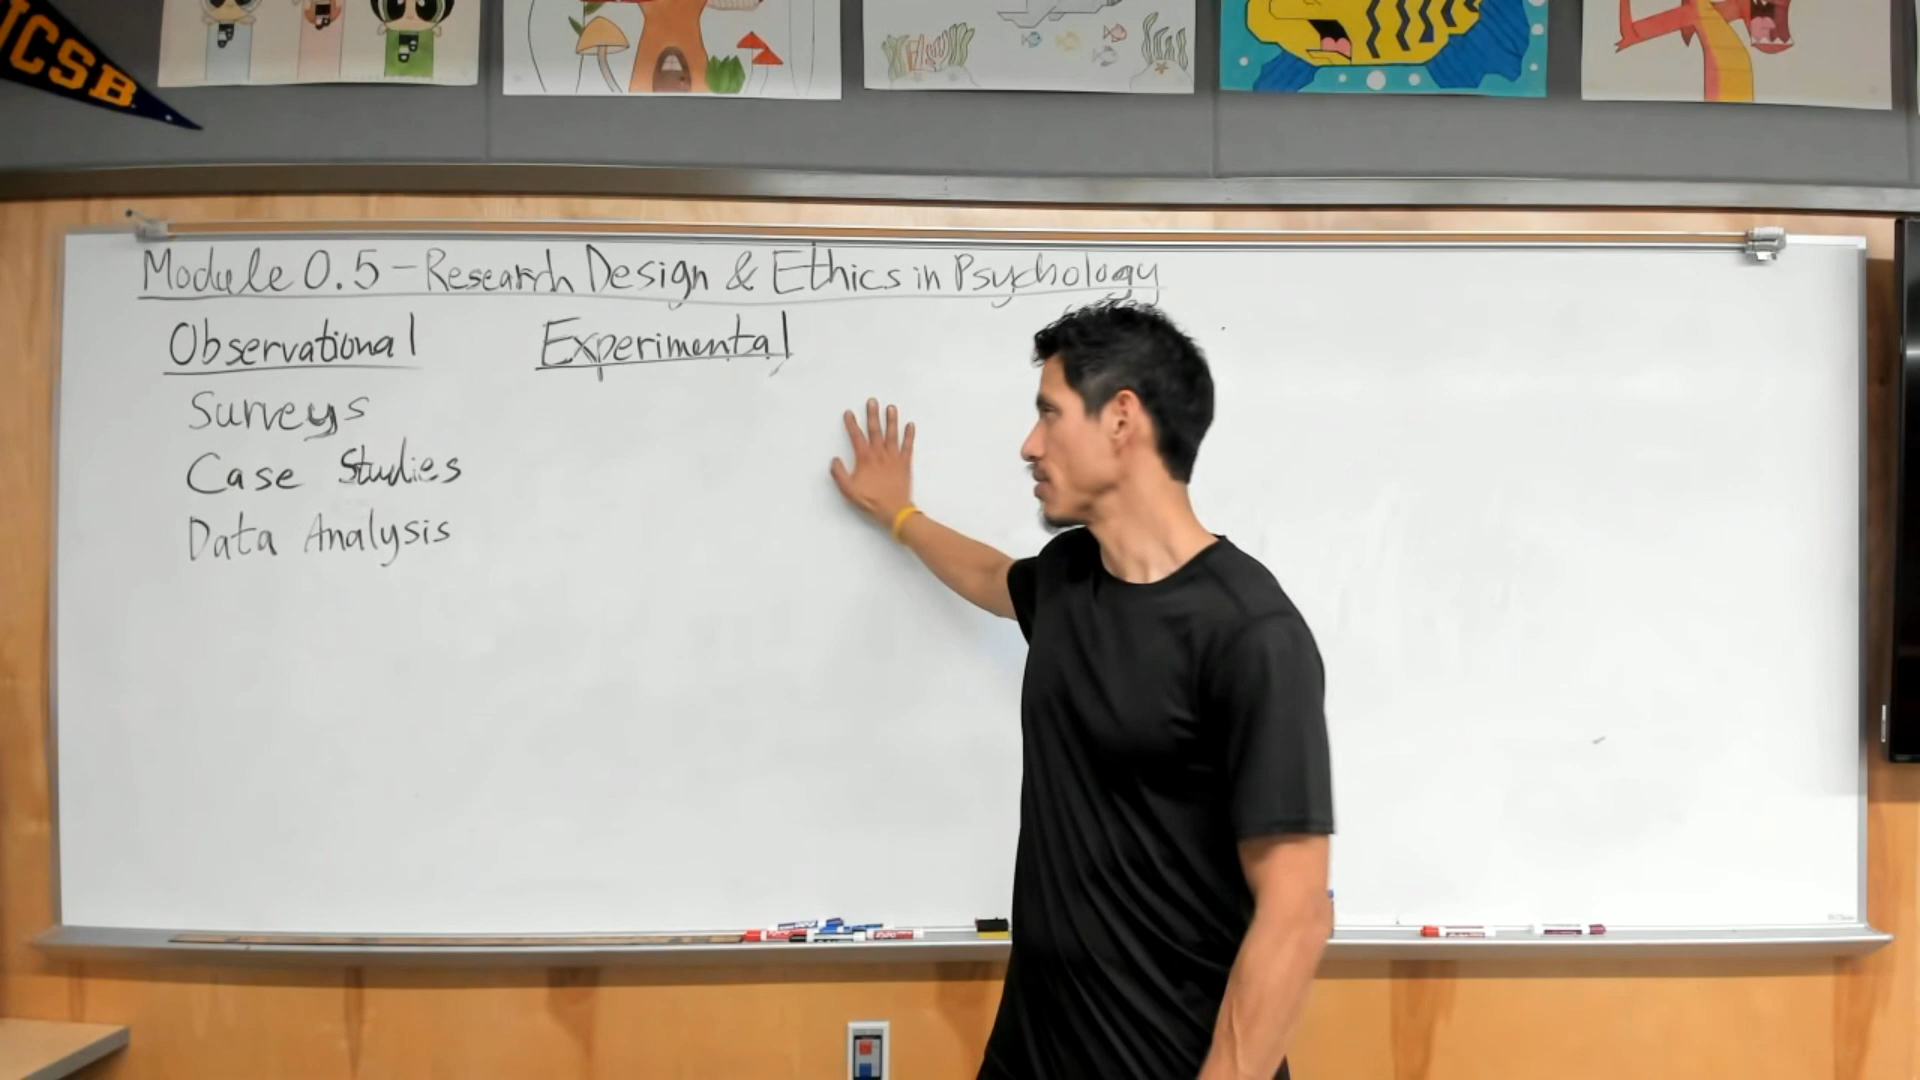 UCSB
Module 0.5 - Research Design & Ethics in Psychology
Observational Experimental
Surveys
Case Studies
Data Analysis